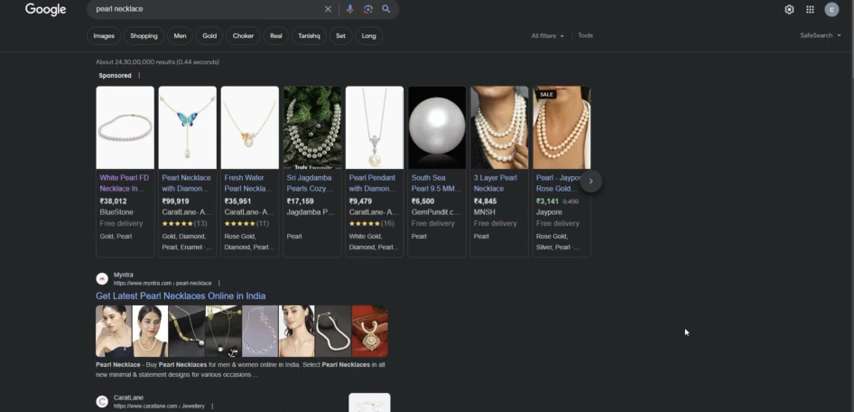 Google
pearl necklace
C
Images
Shopping
Men
Gold
Choker
Real
Tanishq
Set
Long
All filters
Tools
SafeSearch
About 24,30,00,000 results (0.44 seconds)
Sponsored
White Pearl FD
Necklace In...
₹38,012
BlueStone
Free delivery
Gold, Pearl
Pearl Necklace
with Diamon...
₹99,919
CaratLane- A...
(13)
Gold, Diamond,
Pearl, Enamel ·...
Fresh Water
Pearl Neckla...
₹35,951
CaratLane- A...
(11)
Rose Gold,
Diamond, Pearl...
Truly Exquisite
Sri Jagdamba
Pearls Cozy...
₹17,159
Jagdamba P...
Pearl
Pearl Pendant
with Diamon...
₹9,479
CaratLane- A...
(16)
White Gold,
Diamond, Pearl...
South Sea
Pearl 9.5 MM...
₹6,500
GemPundit.c...
Free delivery
Pearl
3 Layer Pearl
Necklace
₹4,845
MNSH
Free delivery
Pearl
SALE
Pearl - Jaypor
Rose Gold...
₹3,141 3,490
Jaypore
Free delivery
Rose Gold,
Silver, Pearl ·...
Myntra
https://www.myntra.com › pearl-necklace
Get Latest Pearl Necklaces Online in India
Pearl Necklace - Buy Pearl Necklaces for men & women online in India. Select Pearl Necklaces in all
new minimal & statement designs for various occasions ...
CaratLane
https://www.caratlane.com › Jewellery